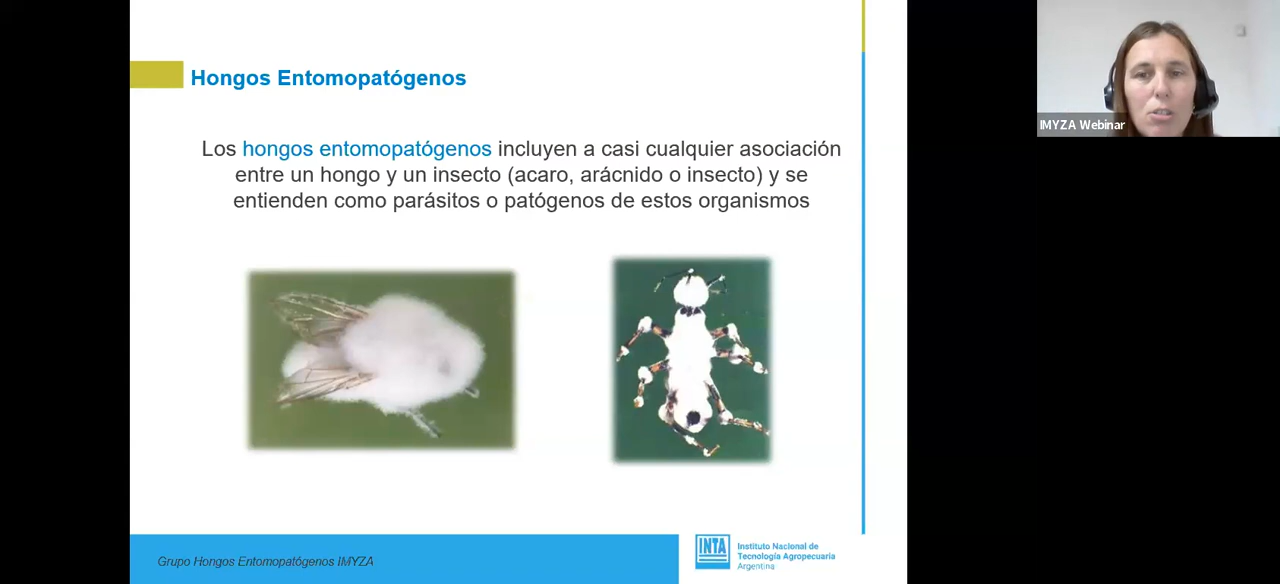 Hongos Entomopatógenos
Los hongos entomopatógenos incluyen a casi cualquier asociación
entre un hongo y un insecto (acaro, arácnido o insecto) y se
entienden como parásitos o patógenos de estos organismos
Grupo Hongos Entomopatógenos IMYZA
INTA
Instituto Nacional de
Tecnología Agropecuaria
Argentina
IMYZA Webinar